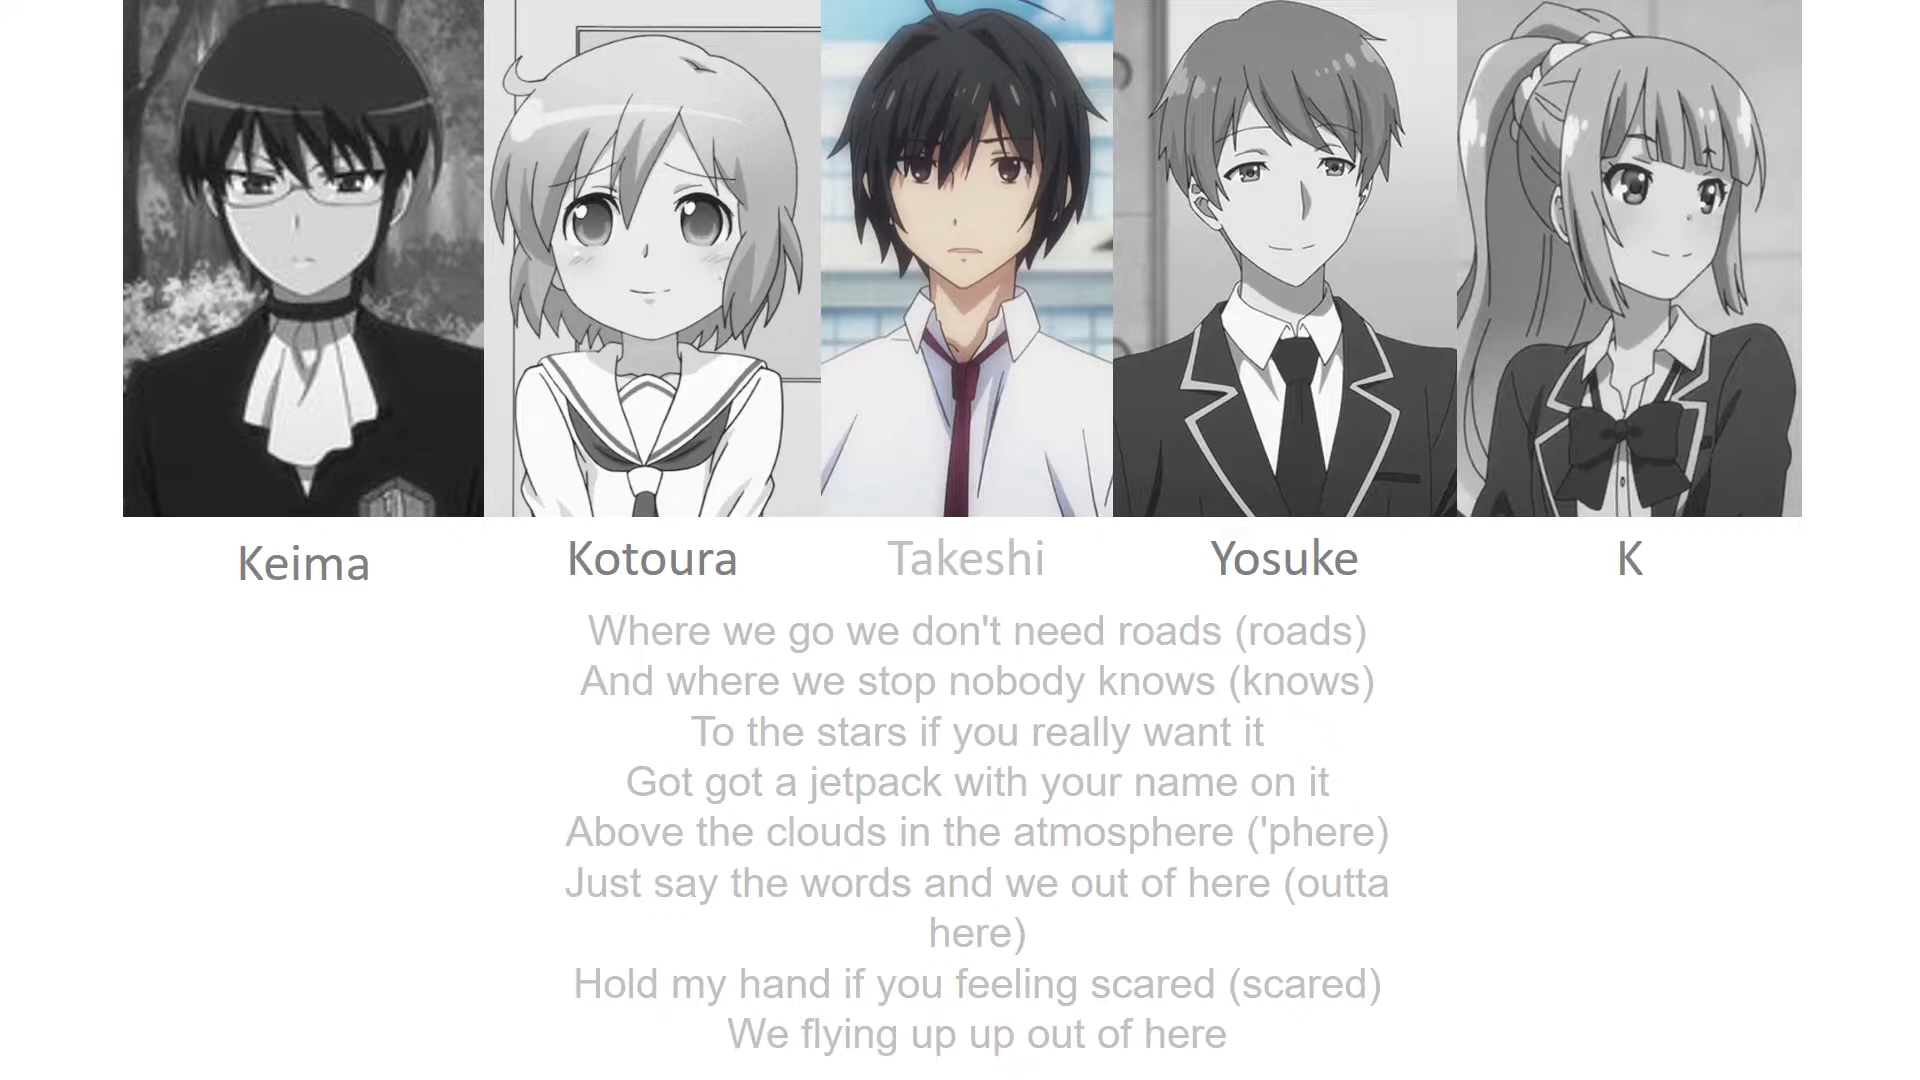 Keima
Kotoura
Takeshi
Yosuke
K
Where we go we don't need roads (roads)
And where we stop nobody knows (knows)
To the stars if you really want it
Got got a jetpack with your name on it
Above the clouds in the atmosphere ('phere)
Just say the words and we out of here (outta
here)
Hold my hand if you feeling scared (scared)
We flying up up out of here